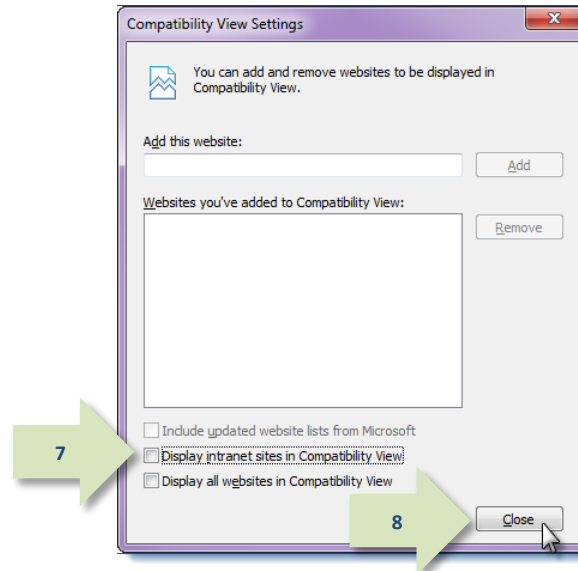 Compatibility View Settings
You can add and remove websites to be displayed in
Compatibility View.
Add this website:
Add
Websites you've added to Compatibility View:
Remove
Include updated website lists from Microsoft
7
Display intranet sites in Compatibility View
Display all websites in Compatibility View
8
Close